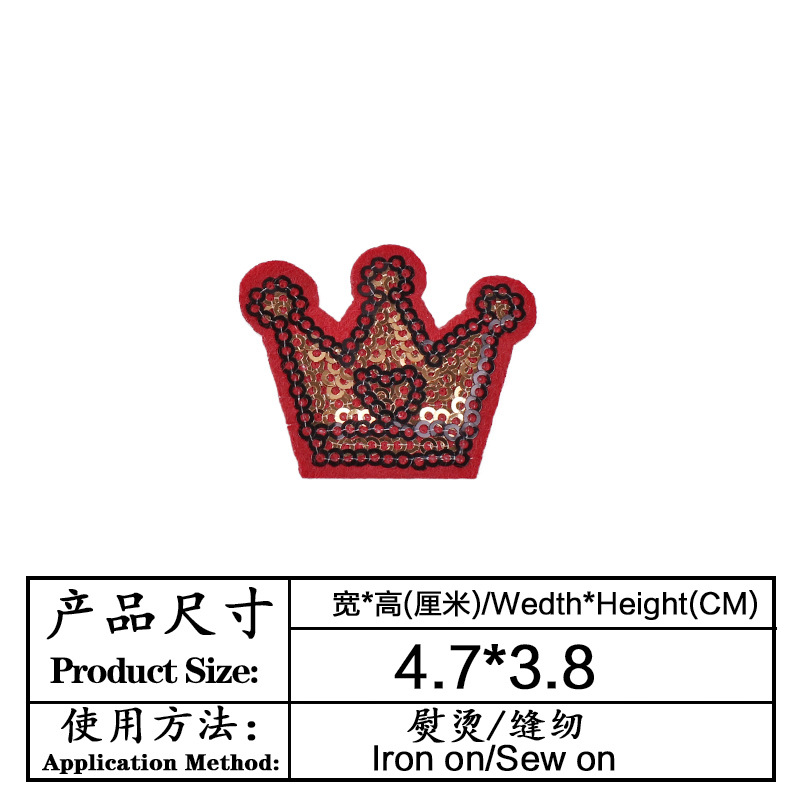 产品尺寸
Product Size:
宽*高(厘米)/Wedth*Height(CM)
4.7*3.8
使用方法：
Application Method:
熨烫/缝纫
Iron on/Sew on